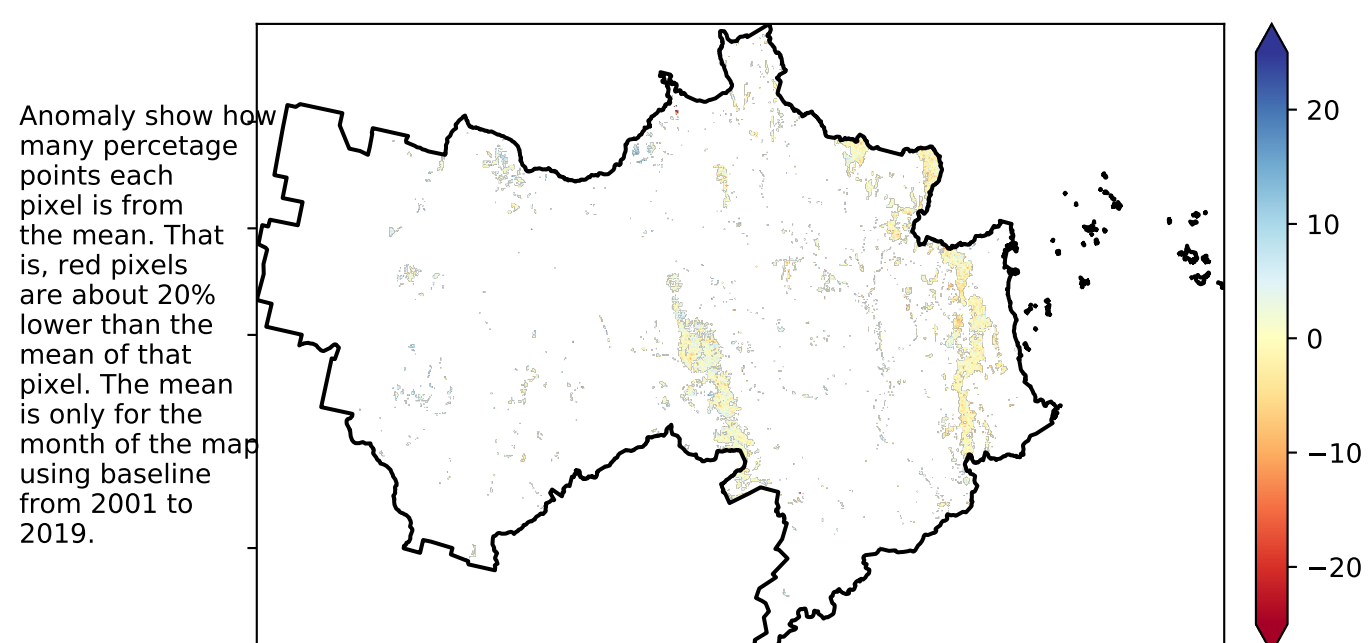 Anomaly show how
many percetage
points each
pixel is from
the mean. That
is, red pixels
are about 20%
lower than the
mean of that
pixel. The mean
is only for the
month of the map
using baseline
from 2001 to
2019.
20
10
0
−10
−20